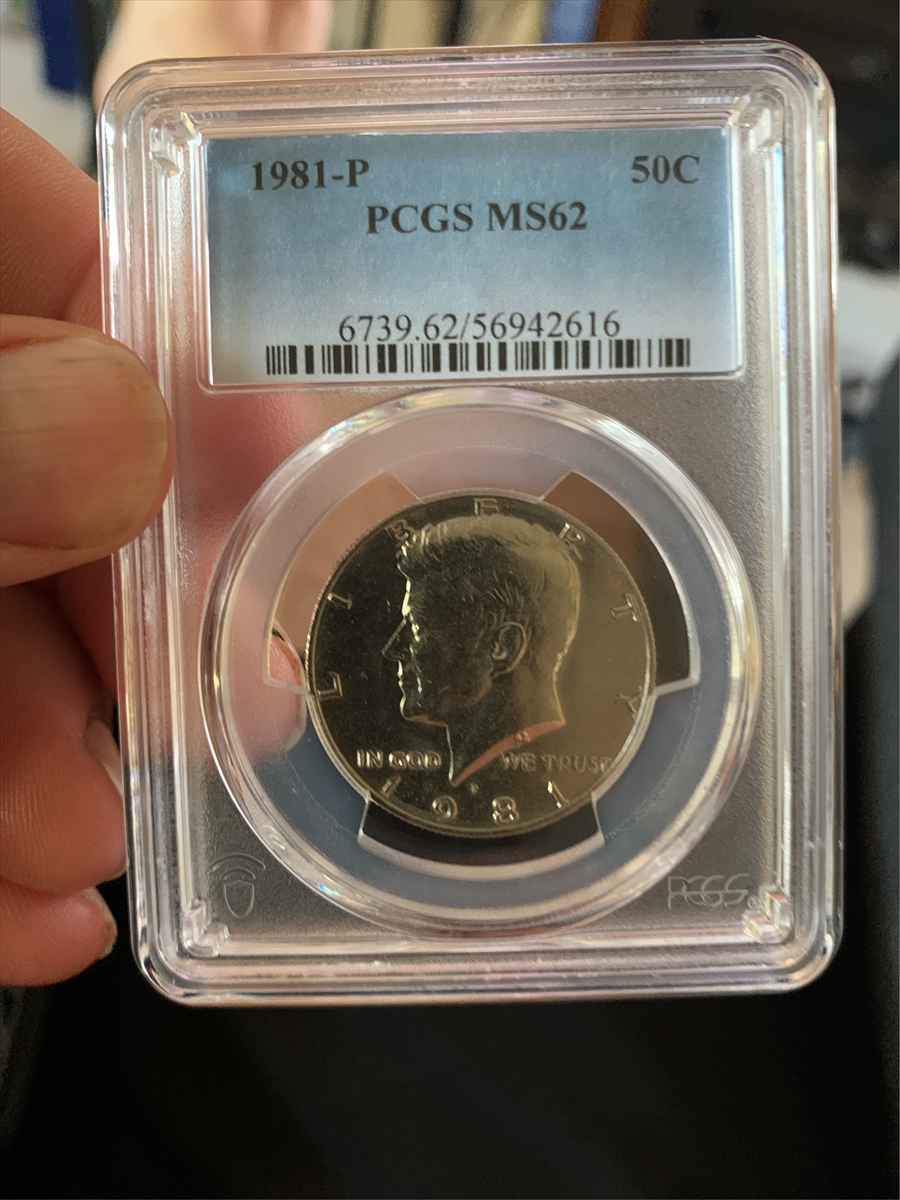 1981-P 50C
PCGS MS62
6739.62/56942616
LIBERTY
IN GOD WE TRUST
P
1981
PCGS